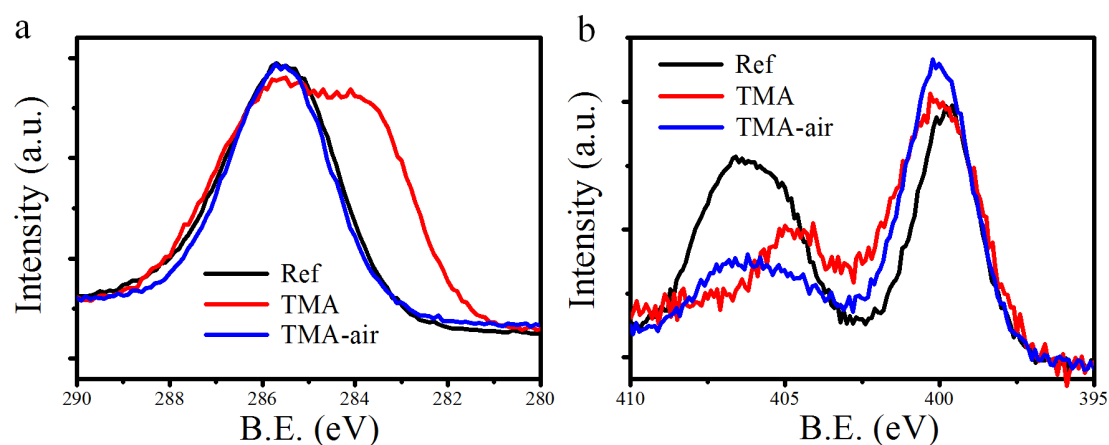 a
Intensity (a.u.)
Ref
TMA
TMA-air
290 288 286 284 282 280
B.E. (eV)
b
Intensity (a.u.)
Ref
TMA
TMA-air
410 405 400 395
B.E. (eV)